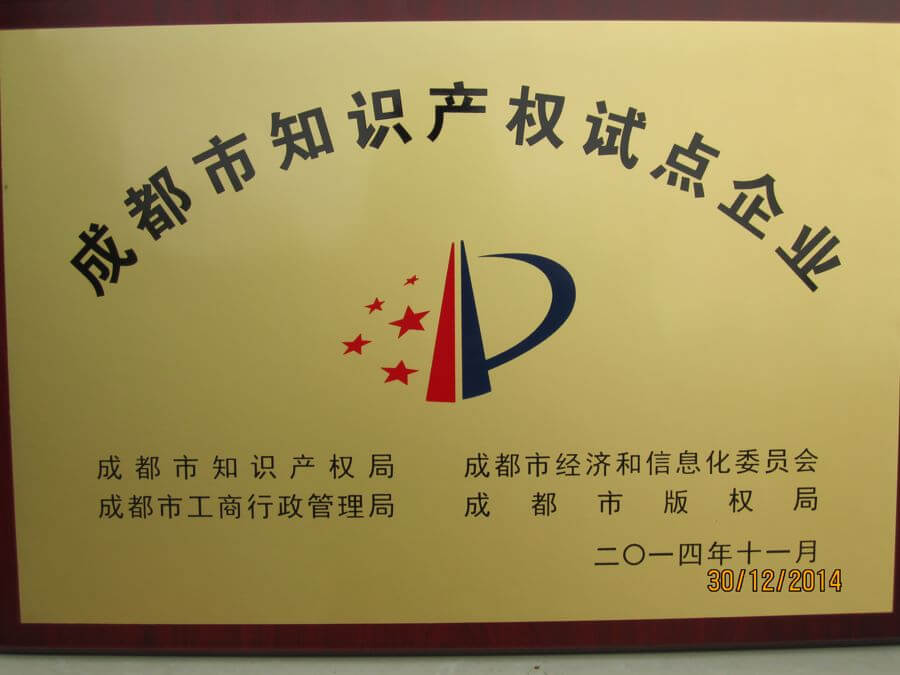 成都市知识产权试点企业
成都市知识产权局
成都市经济和信息化委员会
成都市工商行政管理局
成都市版权局
二〇一四年十一月
30/12/2014